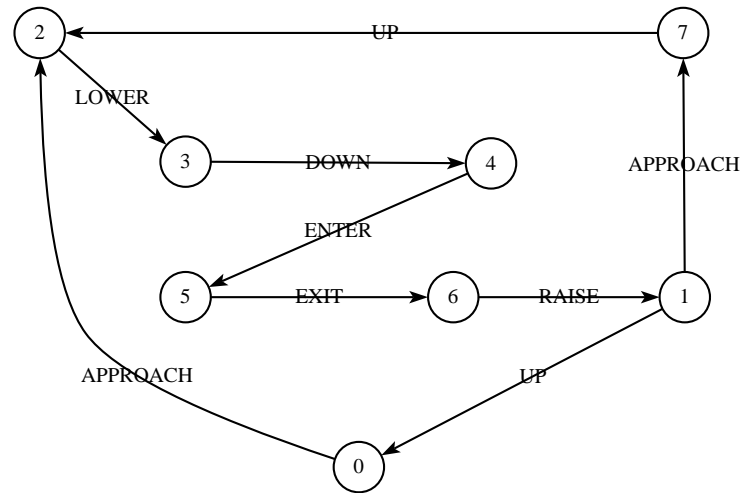 2
UP
7
LOWER
3
DOWN
4
APPROACH
ENTER
5
EXIT
6
RAISE
1
APPROACH
UP
0